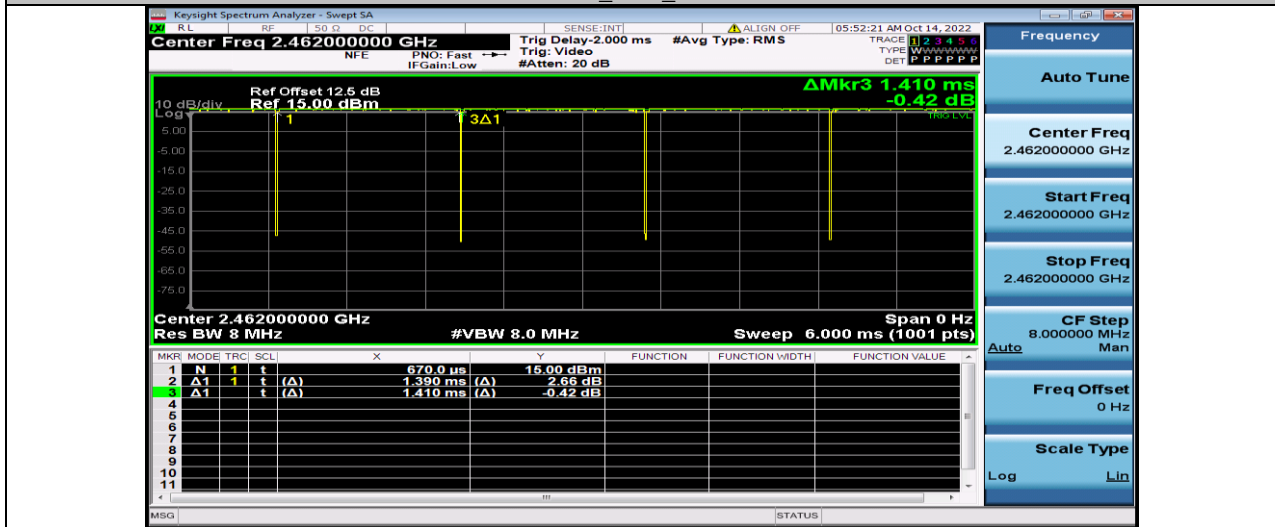 Keysight Spectrum Analyzer - Swept SA
LXI RL RF 50 Ω DC SENSE:INT ALIGN OFF 05:52:21 AM Oct 14, 2022
Center Freq 2.462000000 GHz
NFE PNO: Fast IFGain:Low
Trig Delay-2.000 ms #Avg Type: RMS
Trig: Video
#Atten: 20 dB
TRACE 1 2 3 4 5 6
TYPE WWWWWW
DET P P P P P P
Frequency
Auto Tune
Center Freq
2.462000000 GHz
Start Freq
2.462000000 GHz
Stop Freq
2.462000000 GHz
CF Step
8.000000 MHz
Auto Man
Freq Offset
0 Hz
Scale Type
Log Lin
Ref Offset 12.5 dB
10 dB/div Ref 15.00 dBm
ΔMkr3 1.410 ms
-0.42 dB
Log
TRIG LVL
1
3Δ1
5.00
-5.00
-15.0
-25.0
-35.0
-45.0
-55.0
-65.0
-75.0
Center 2.462000000 GHz Span 0 Hz
Res BW 8 MHz #VBW 8.0 MHz Sweep 6.000 ms (1001 pts)
MKR MODE TRC SCL X Y FUNCTION FUNCTION WIDTH FUNCTION VALUE
1 N 1 t 670.0 µs 15.00 dBm
2 Δ1 1 t (Δ) 1.390 ms (Δ) 2.66 dB
3 Δ1 t (Δ) 1.410 ms (Δ) -0.42 dB
4
5
6
7
8
9
10
11
MSG STATUS